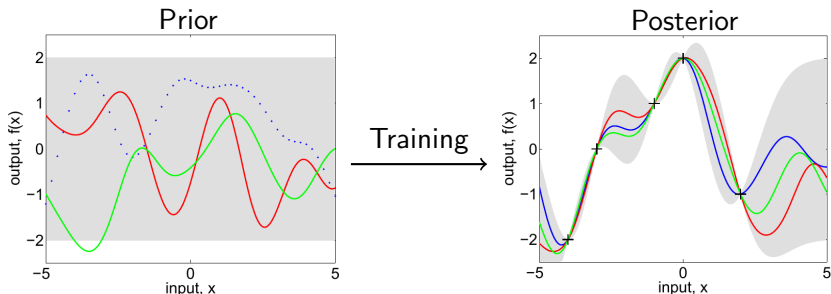 Prior
output, f(x)
2
1
0
−1
−2
−5
0
5
input, x
Training
Posterior
output, f(x)
2
1
0
−1
−2
−5
0
5
input, x